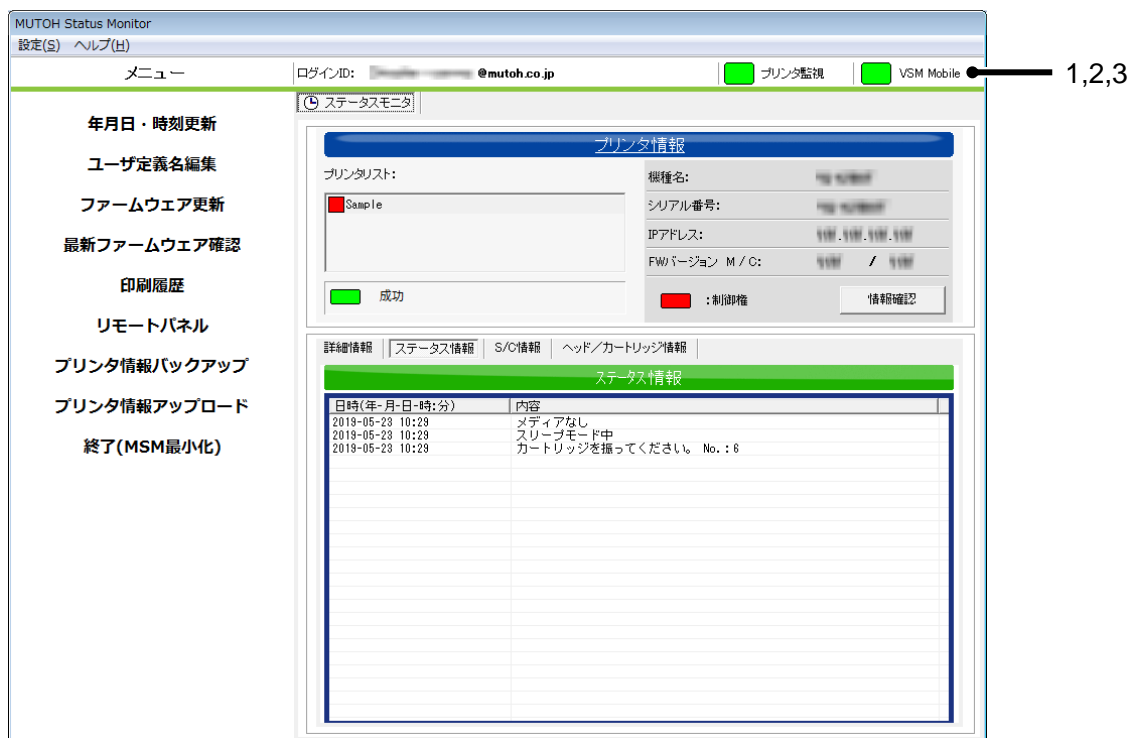 MUTOH Status Monitor
設定(S) ヘルプ(H)
メニュー
ログインID: @mutoh.co.jp
プリンタ監視
VSM Mobile
1,2,3
年月日・時刻更新
ユーザ定義名編集
ファームウエア更新
最新ファームウエア確認
印刷履歴
リモートパネル
プリンタ情報バックアップ
プリンタ情報アップロード
終了(MSM最小化)
ステータスモニタ
プリンタ情報
プリンタリスト:
Sample
成功
機種名:
シリアル番号:
IPアドレス: . . .
FWバージョン M / C: /
:制御権
情報確認
詳細情報 ステータス情報 S/C情報 ヘッド/カートリッジ情報
ステータス情報
日時(年-月-日-時:分) 内容
2019-05-23 10:29 メディアなし
2019-05-23 10:29 スリープモード中
2019-05-23 10:29 カートリッジを振ってください。 No.:6